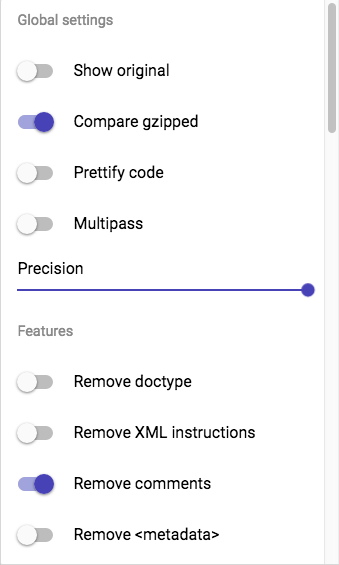 Global settings
Show original
Compare gzipped
Prettify code
Multipass
Precision
Features
Remove doctype
Remove XML instructions
Remove comments
Remove <metadata>